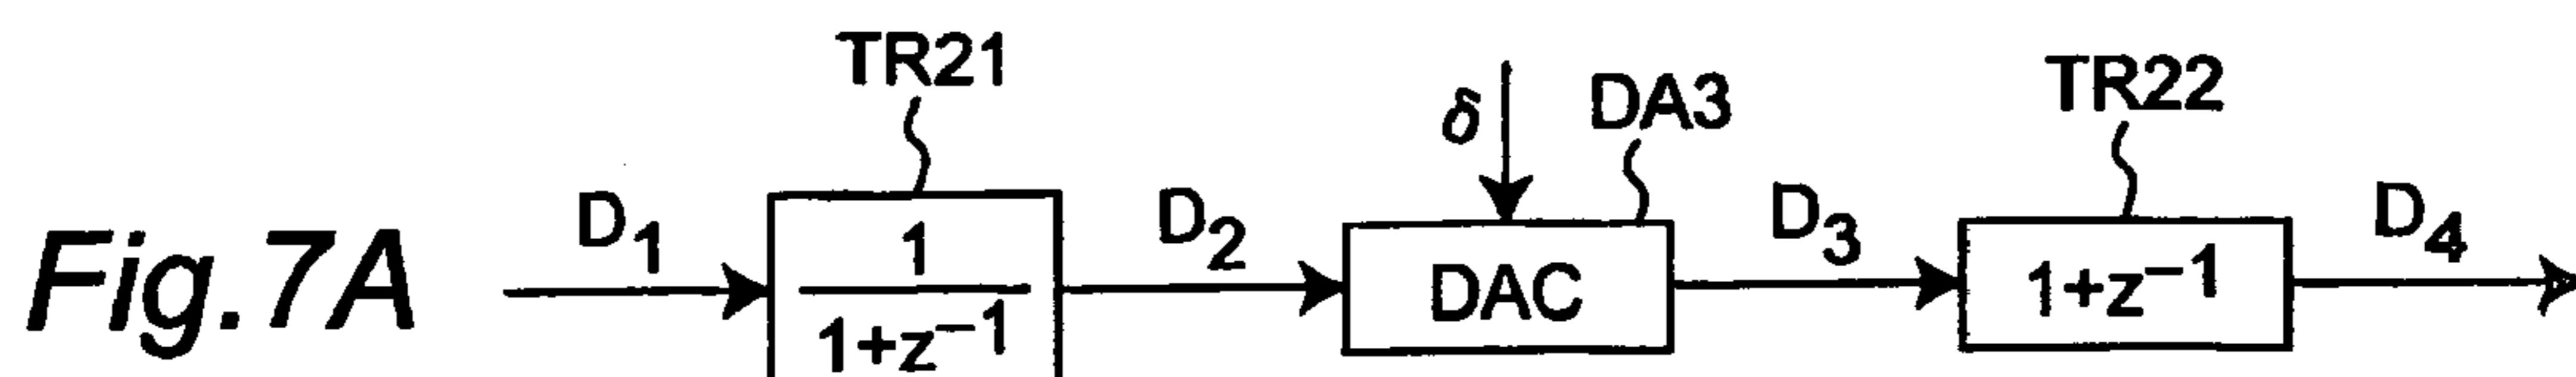 Fig.7A
D1
TR21
1
1+z−1
D2
δ
DA3
DAC
D3
TR22
1+z−1
D4